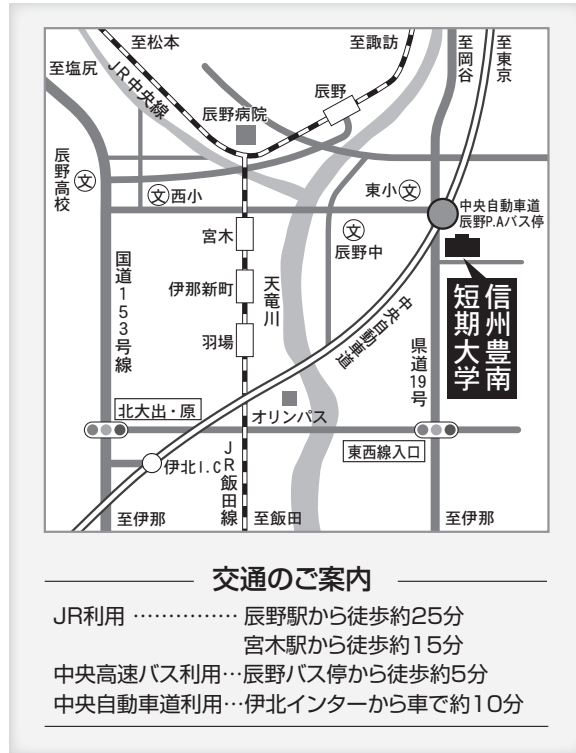 至松本
至諏訪
至岡谷
至東京
至塩尻
JR中央線
辰野病院
辰野
辰野高校
文
文西小
東小文
中央自動車道
辰野P.Aバス停
文
辰野中
宮木
伊那新町
羽場
天竜川
国道153号線
中央自動車道
県道19号
信州豊南
短期大学
北大出・原
オリンパス
東西線入口
伊北I.C
JR飯田線
至伊那
至飯田
至伊那
交通のご案内
JR利用 …………… 辰野駅から徒歩約25分
宮木駅から徒歩約15分
中央高速バス利用…辰野バス停から徒歩約5分
中央自動車道利用…伊北インターから車で約10分